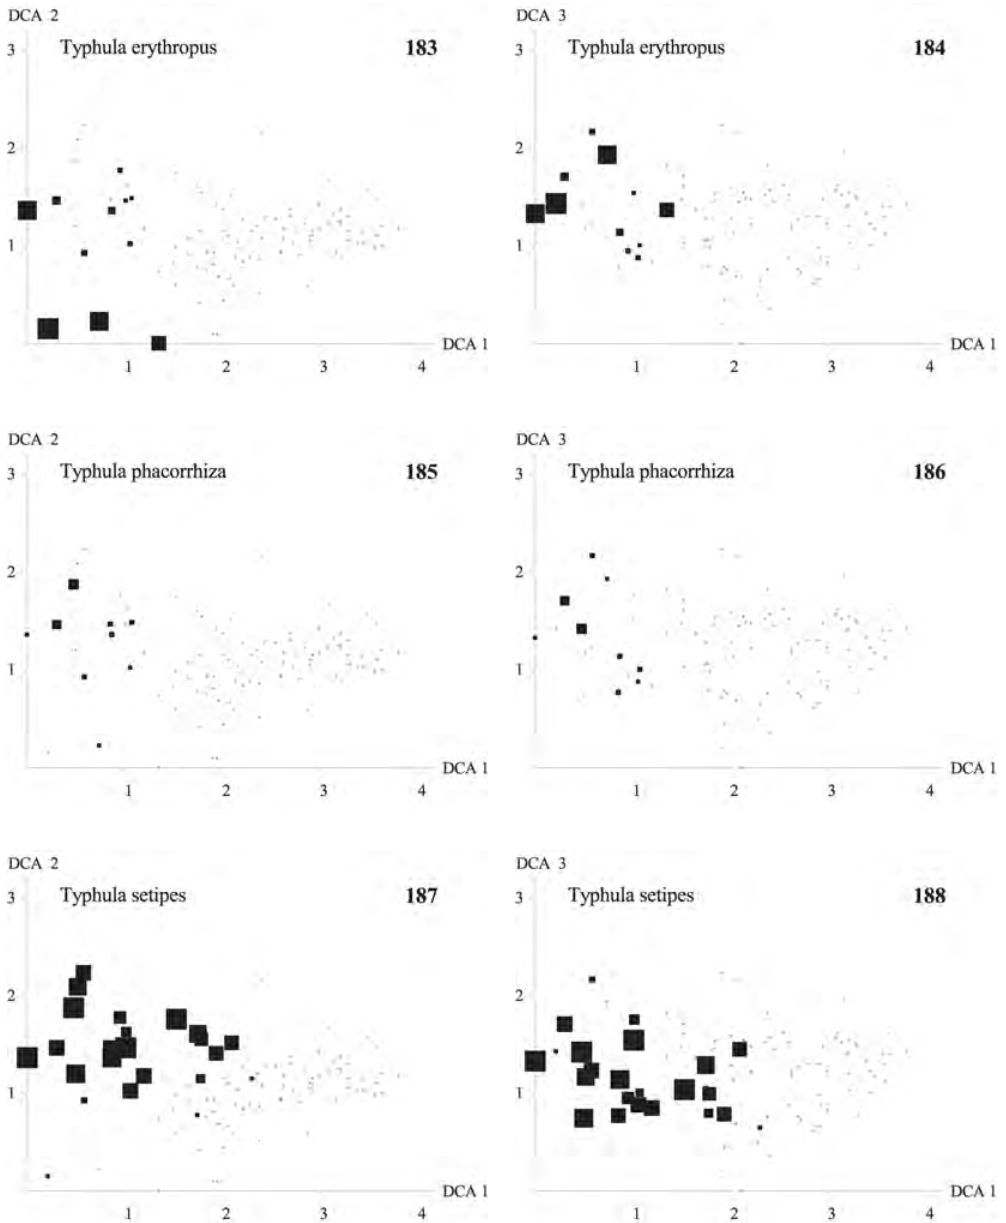 DCA 2
3 Typhula erythropus 183
2
1
DCA 1
1 2 3 4
DCA 3
3 Typhula erythropus 184
2
1
DCA 1
1 2 3 4
DCA 2
3 Typhula phacorrhiza 185
2
1
DCA 1
1 2 3 4
DCA 3
3 Typhula phacorrhiza 186
2
1
DCA 1
1 2 3 4
DCA 2
3 Typhula setipes 187
2
1
DCA 1
1 2 3 4
DCA 3
3 Typhula setipes 188
2
1
DCA 1
1 2 3 4